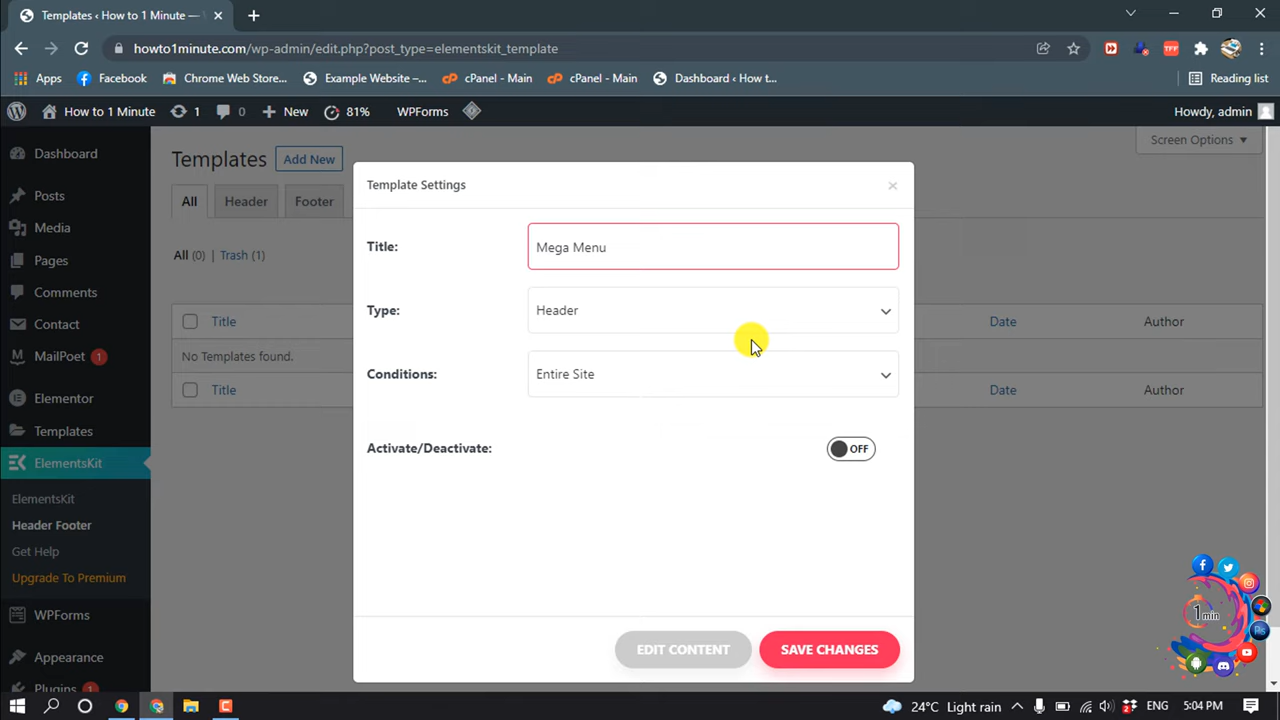 Templates ‹ How to 1 Minute —
howto1minute.com/wp-admin/edit.php?post_type=elementskit_template
TFF
Apps
Facebook
Chrome Web Store...
Example Website –...
cPanel - Main
cPanel - Main
Dashboard ‹ How t...
Reading list
How to 1 Minute
1
0
New
81%
WPForms
Howdy, admin
Dashboard
Posts
Media
Pages
Comments
Contact
MailPoet 1
Elementor
Templates
ElementsKit
ElementsKit
Header Footer
Get Help
Upgrade To Premium
WPForms
Appearance
Plugins 1
Screen Options
Templates
Add New
All
Header
Footer
All (0) | Trash (1)
Title
Date
Author
No Templates found.
Title
Date
Author
Template Settings
Title:
Mega Menu
Type:
Header
Conditions:
Entire Site
Activate/Deactivate:
OFF
EDIT CONTENT
SAVE CHANGES
1min
Ps
24°C Light rain
ENG
5:04 PM